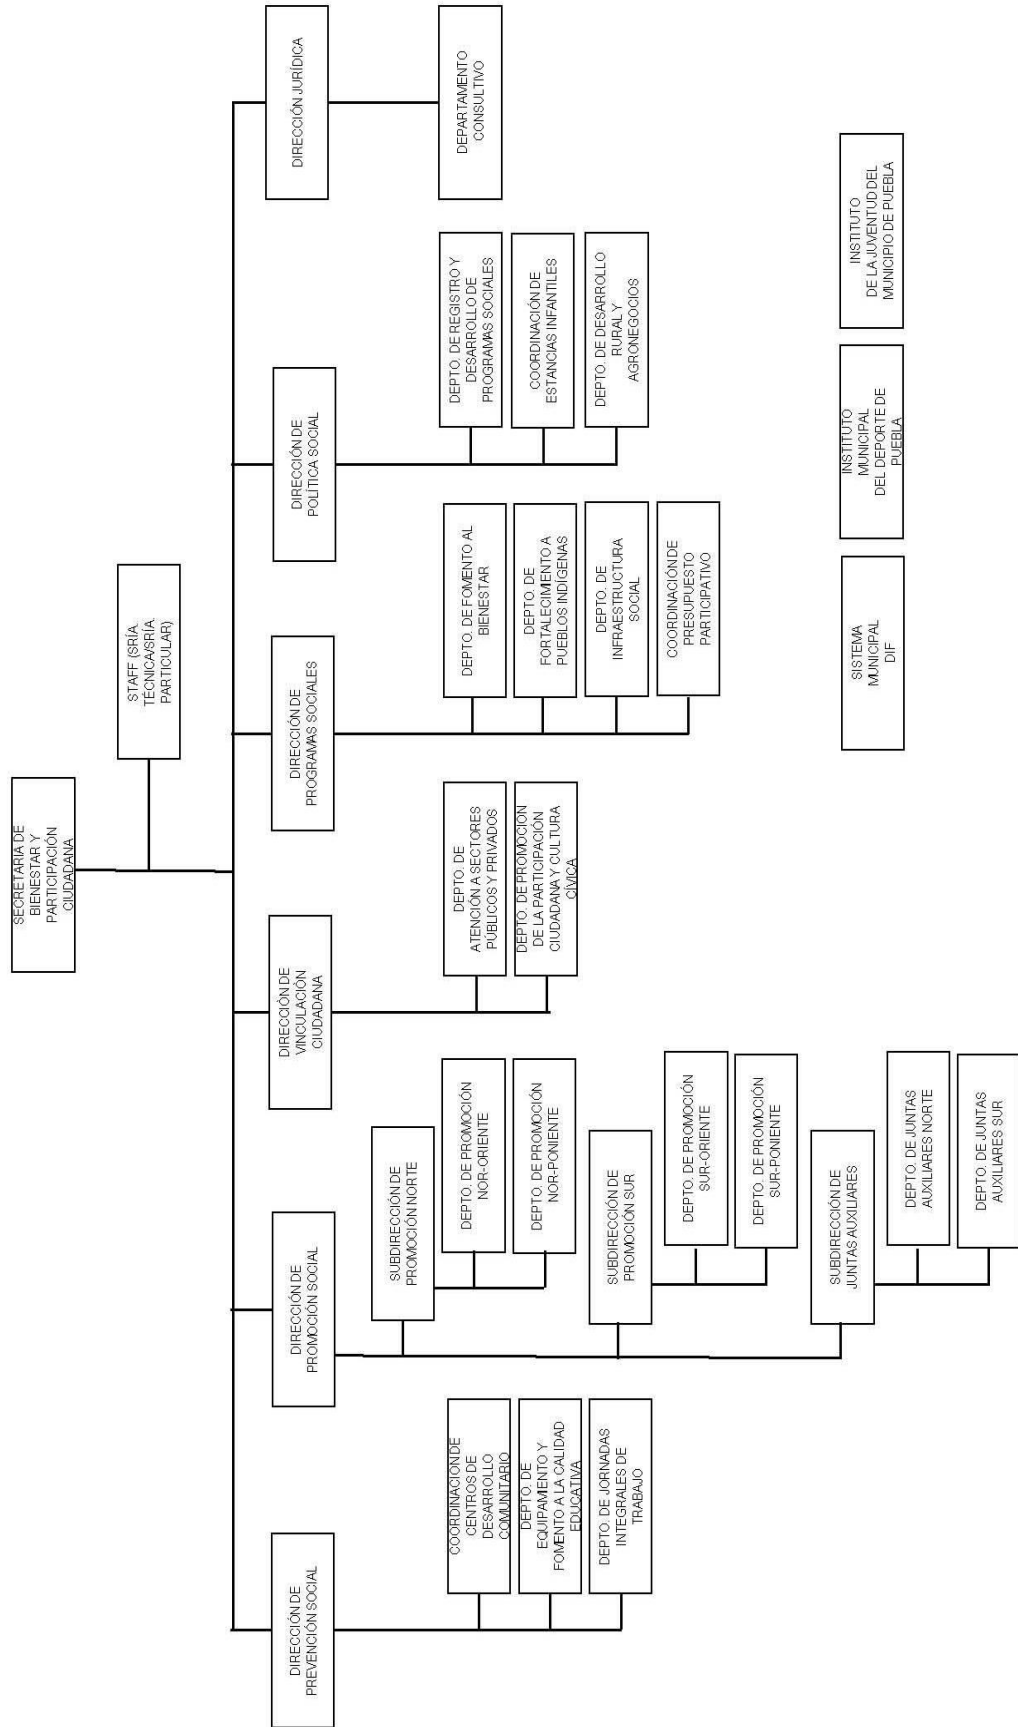 SECRETARIA DE
BIENESTAR Y
PARTICIPACIÓN
CIUDADANA
STAFF (SRÍA.
TÉCNICA/SRÍA.
PARTICULAR)
DIRECCIÓN DE
PREVENCIÓN SOCIAL
DIRECCIÓN DE
PROMOCIÓN SOCIAL
DIRECCIÓN DE
VINCULACIÓN
CIUDADANA
DIRECCIÓN DE
PROGRAMAS SOCIALES
DIRECCIÓN DE
POLÍTICA SOCIAL
DIRECCIÓN JURÍDICA
COORDINACIÓN DE
CENTROS DE
DESARROLLO
COMUNITARIO
DEPTO. DE
EQUIPAMIENTO Y
FOMENTO A LA CALIDAD
EDUCATIVA
DEPTO. DE JORNADAS
INTEGRALES DE
TRABAJO
SUBDIRECCIÓN DE
PROMOCIÓN NORTE
DEPTO. DE PROMOCIÓN
NOR-ORIENTE
DEPTO. DE PROMOCIÓN
NOR-PONIENTE
SUBDIRECCIÓN DE
PROMOCIÓN SUR
DEPTO. DE PROMOCIÓN
SUR-ORIENTE
DEPTO. DE PROMOCIÓN
SUR-PONIENTE
SUBDIRECCIÓN DE
JUNTAS AUXILIARES
DEPTO. DE JUNTAS
AUXILIARES NORTE
DEPTO. DE JUNTAS
AUXILIARES SUR
DEPTO. DE
ATENCIÓN A SECTORES
PÚBLICOS Y PRIVADOS
DEPTO. DE PROMOCIÓN
DE LA PARTICIPACIÓN
CIUDADANA Y CULTURA
CÍVICA
DEPTO. DE FOMENTO AL
BIENESTAR
DEPTO. DE
FORTALECIMIENTO A
PUEBLOS INDÍGENAS
DEPTO. DE
INFRAESTRUCTURA
SOCIAL
COORDINACIÓN DE
PRESUPUESTO
PARTICIPATIVO
DEPTO. DE REGISTRO Y
DESARROLLO DE
PROGRAMAS SOCIALES
COORDINACIÓN DE
ESTANCIAS INFANTILES
DEPTO. DE DESARROLLO
RURAL Y
AGRONEGOCIOS
DEPARTAMENTO
CONSULTIVO
SISTEMA
MUNICIPAL
DIF
INSTITUTO
MUNICIPAL
DEL DEPORTE DE
PUEBLA
INSTITUTO
DE LA JUVENTUD DEL
MUNICIPIO DE PUEBLA